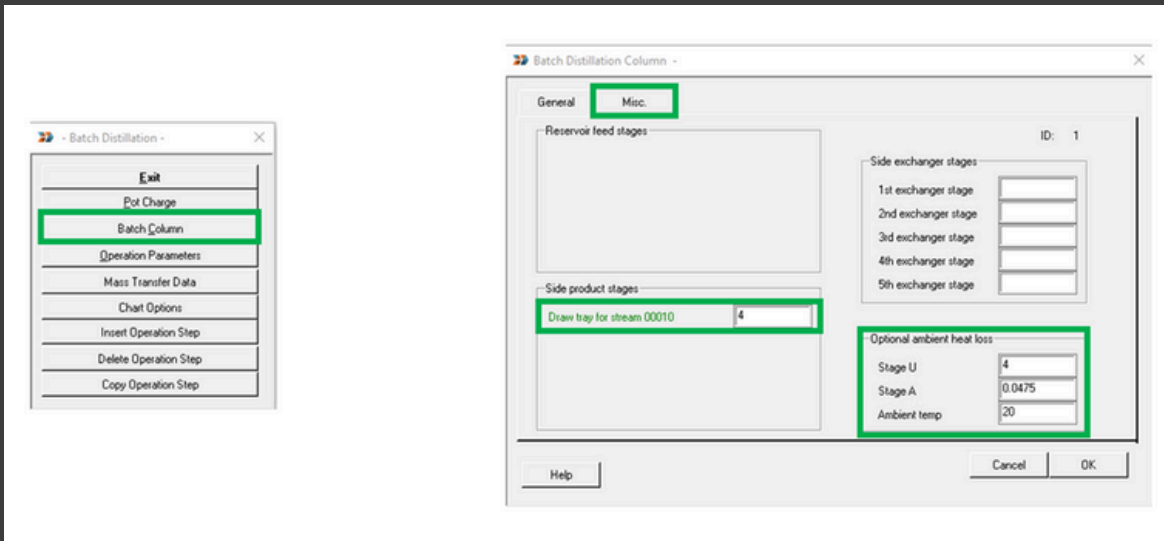 - Batch Distillation -
Exit
Pot Charge
Batch Column
Operation Parameters
Mass Transfer Data
Chart Options
Insert Operation Step
Delete Operation Step
Copy Operation Step
Batch Distillation Column -
General Misc.
Reservoir feed stages
ID: 1
Side exchanger stages
1st exchanger stage
2nd exchanger stage
3rd exchanger stage
4th exchanger stage
5th exchanger stage
Side product stages
Draw tray for stream 00010 4
Optional ambient heat loss
Stage U 4
Stage A 0.0475
Ambient temp 20
Help Cancel OK